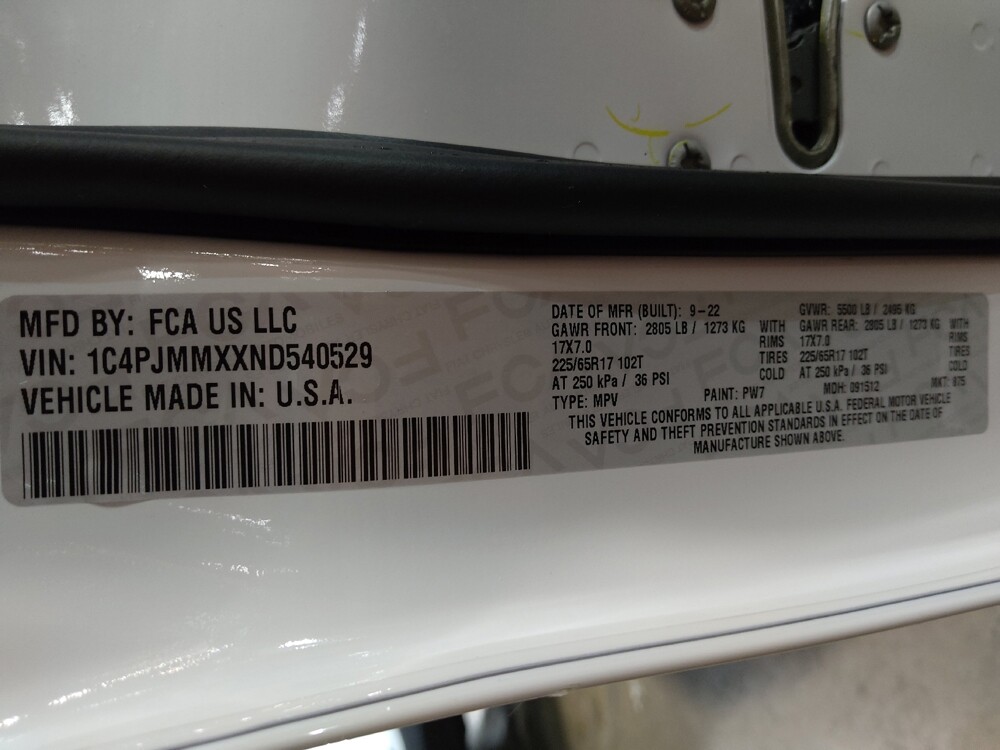 MFD BY: FCA US LLC
VIN: 1C4PJMMXXND540529
VEHICLE MADE IN: U.S.A.
DATE OF MFR (BUILT): 9-22
GVWR: 5500 LB / 2495 KG
GAWR FRONT: 2805 LB / 1273 KG WITH
GAWR REAR: 2805 LB / 1273 KG WITH
17X7.0 RIMS
17X7.0 RIMS
225/65R17 102T TIRES
225/65R17 102T TIRES
AT 250 kPa / 36 PSI COLD
AT 250 kPa / 36 PSI COLD
TYPE: MPV PAINT: PW7 MDH: 091512 MKT:
THIS VEHICLE CONFORMS TO ALL APPLICABLE U.S.A. FEDERAL MOTOR VEHICLE
SAFETY AND THEFT PREVENTION STANDARDS IN EFFECT ON THE DATE OF
MANUFACTURE SHOWN ABOVE.